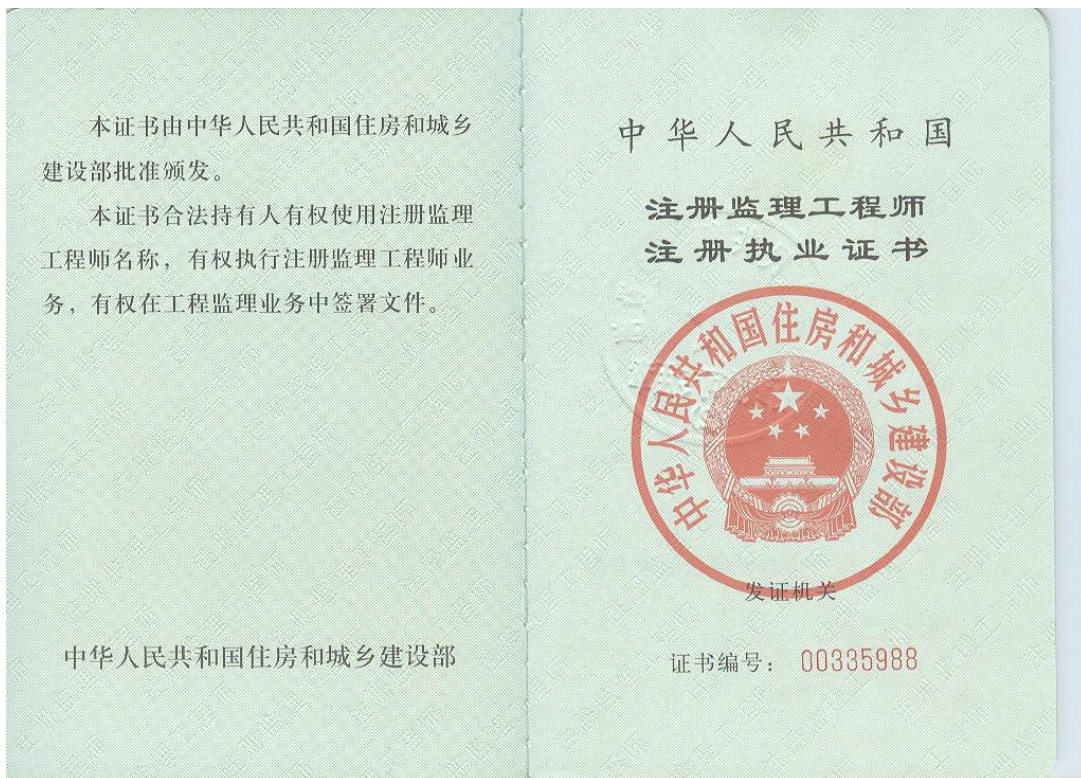 本证书由中华人民共和国住房和城乡
建设部批准颁发。
本证书合法持有人有权使用注册监理
工程师名称，有权执行注册监理工程师业
务，有权在工程监理业务中签署文件。
中华人民共和国住房和城乡建设部
中华人民共和国
注册监理工程师
注册执业证书
中华人民共和国住房和城乡建设部
发证机关
证书编号：00335988